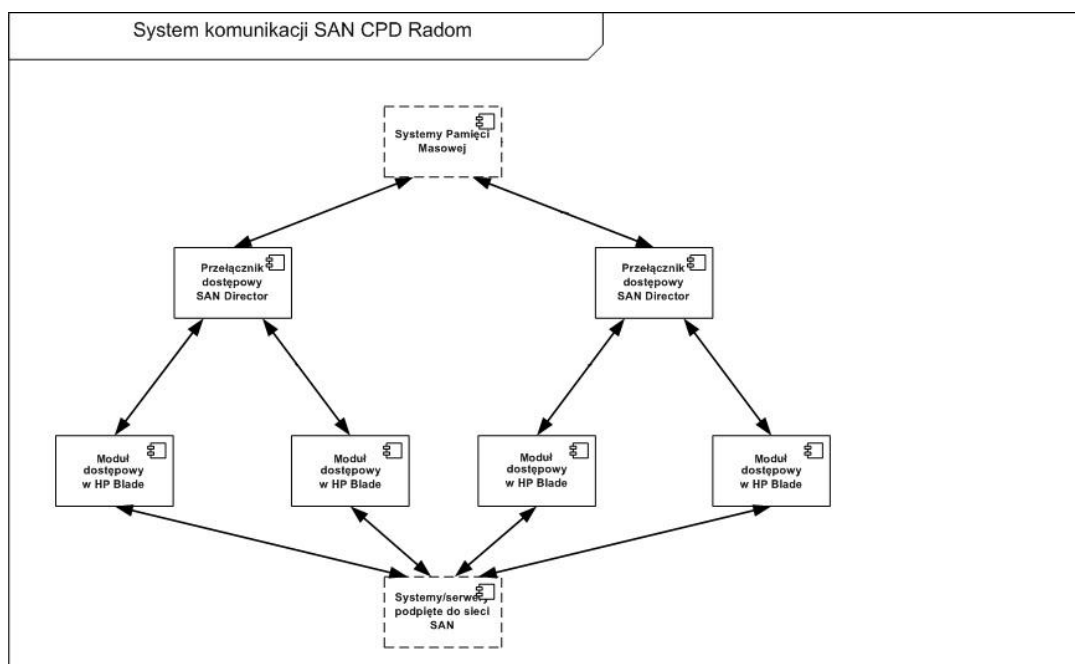 System komunikacji SAN CPD Radom
Systemy Pamięci
Masowej
Przełącznik
dostępowy
SAN Director
Przełącznik
dostępowy
SAN Director
Moduł
dostępowy
w HP Blade
Moduł
dostępowy
w HP Blade
Moduł
dostępowy
w HP Blade
Moduł
dostępowy
w HP Blade
Systemy/serwery
podpięte do sieci
SAN